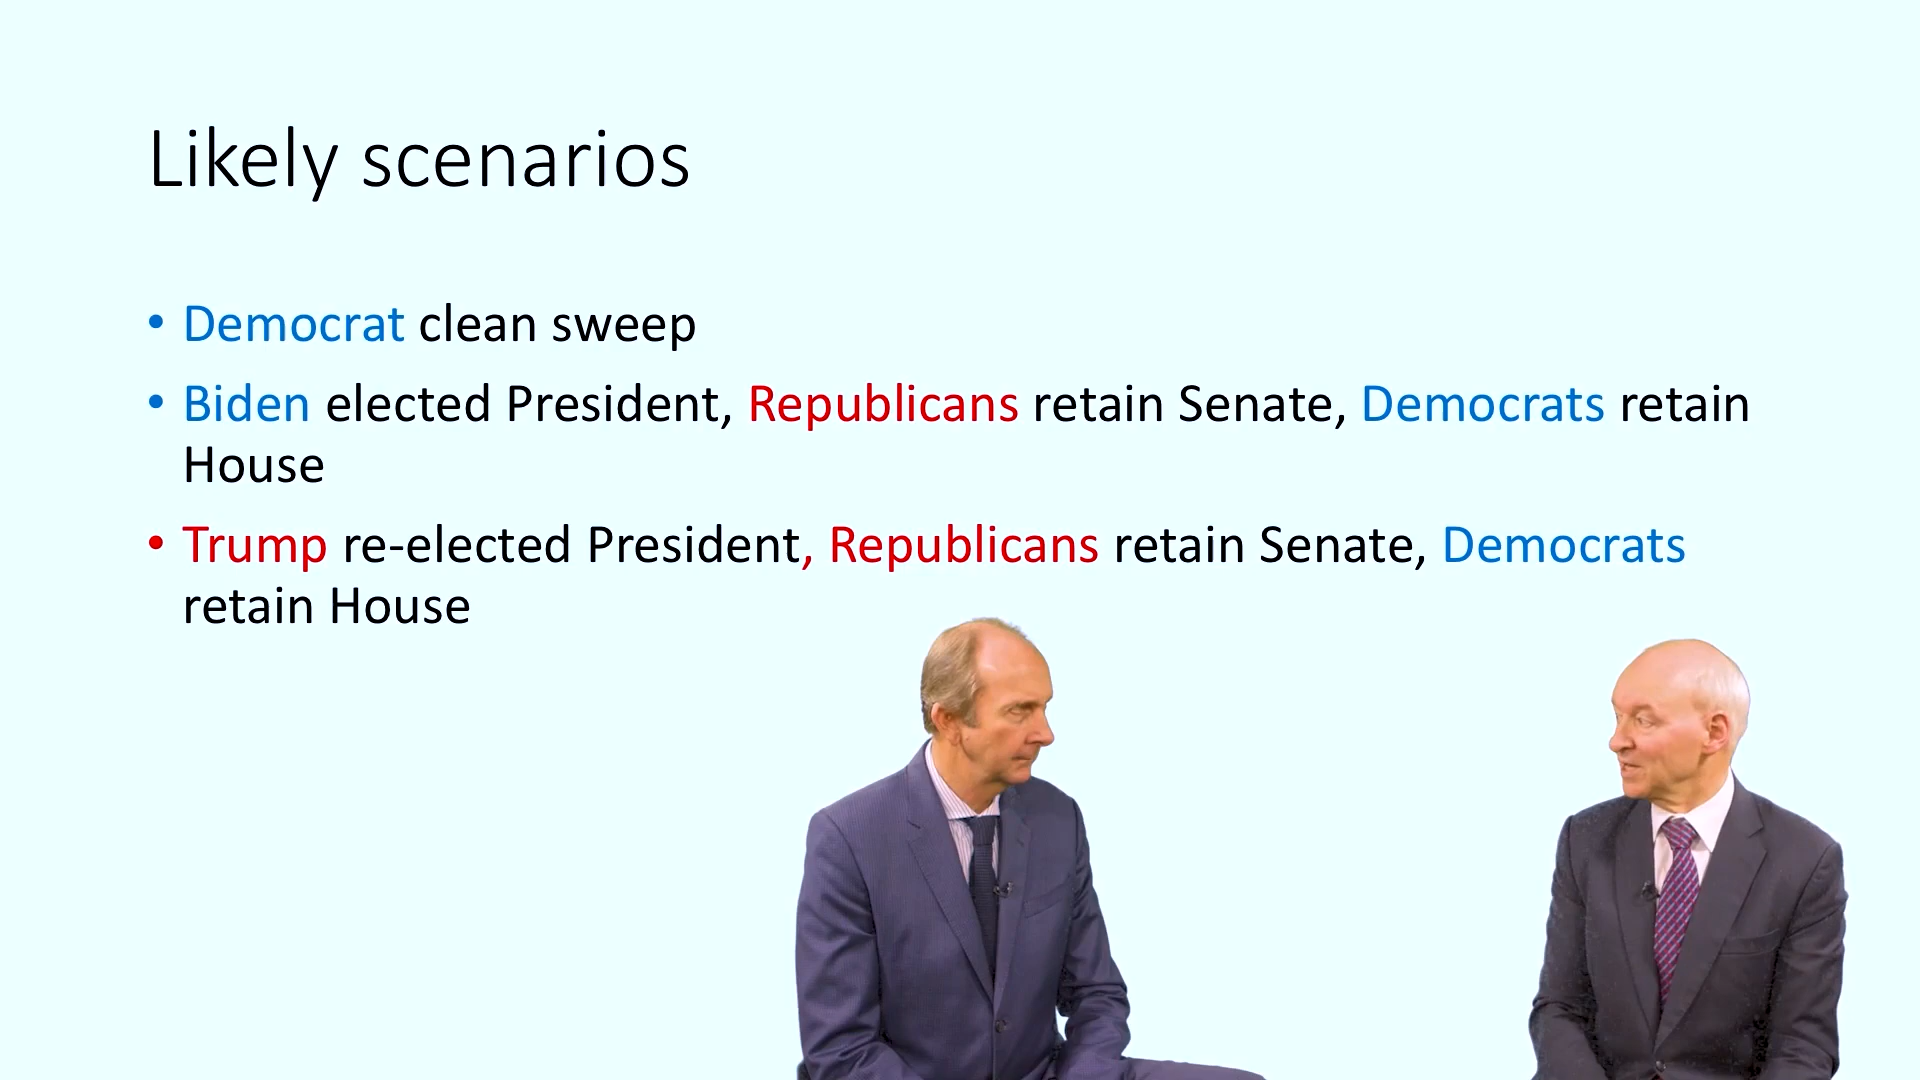 Likely scenarios
• Democrat clean sweep
• Biden elected President, Republicans retain Senate, Democrats retain
House
• Trump re-elected President, Republicans retain Senate, Democrats
retain House